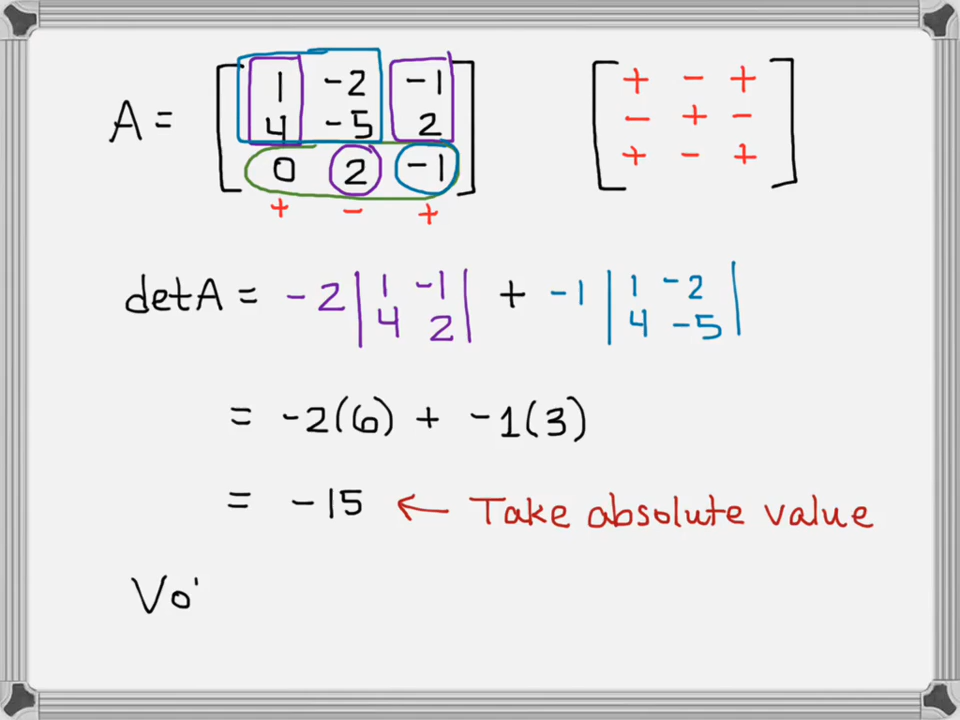 A = [ 1 -2 -1
4 -5 2
0 2 -1 ]
+ - +
[ + - +
- + -
+ - + ]
detA = -2 | 1 -1 | + -1 | 1 -2 |
| 4 2 | | 4 -5 |
= -2(6) + -1(3)
= -15 ← Take absolute value
Vo'